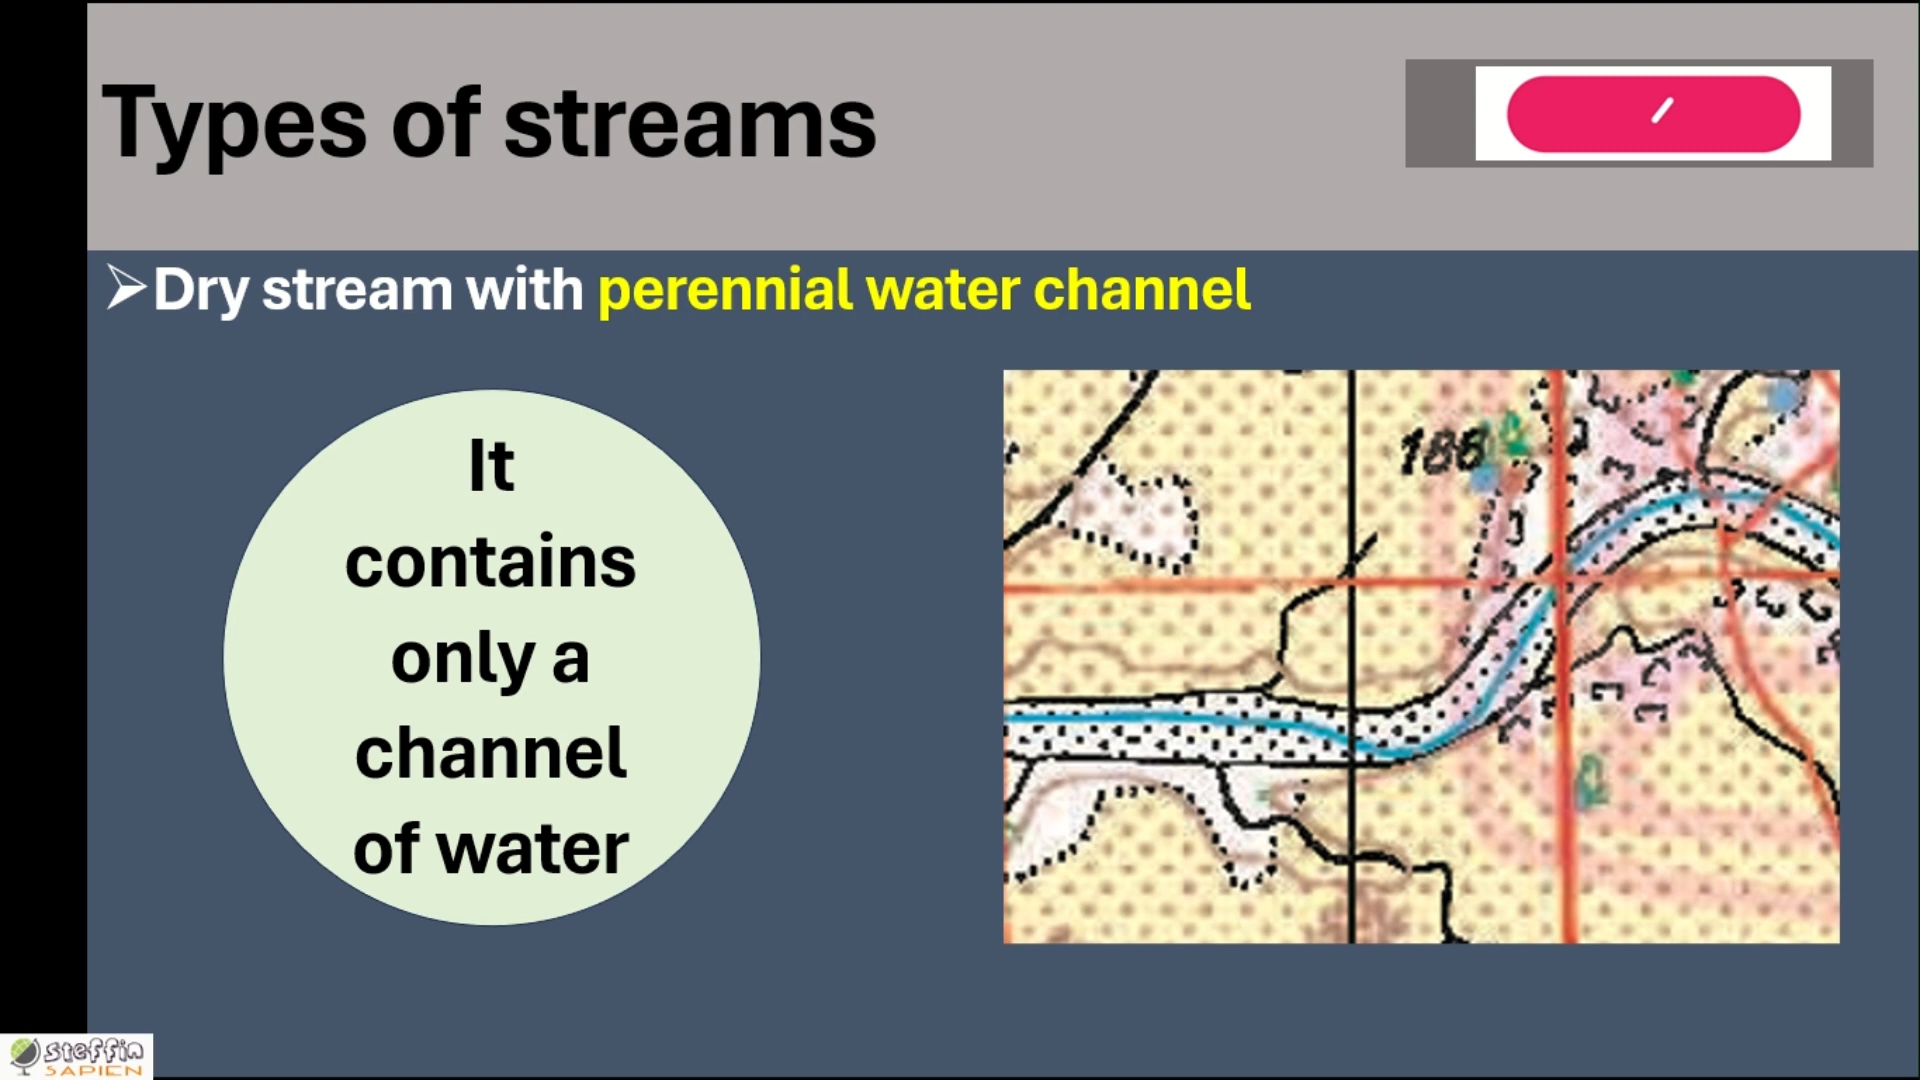 Types of streams
Dry stream with perennial water channel
It
contains
only a
channel
of water
186
steffin
SAPIEN